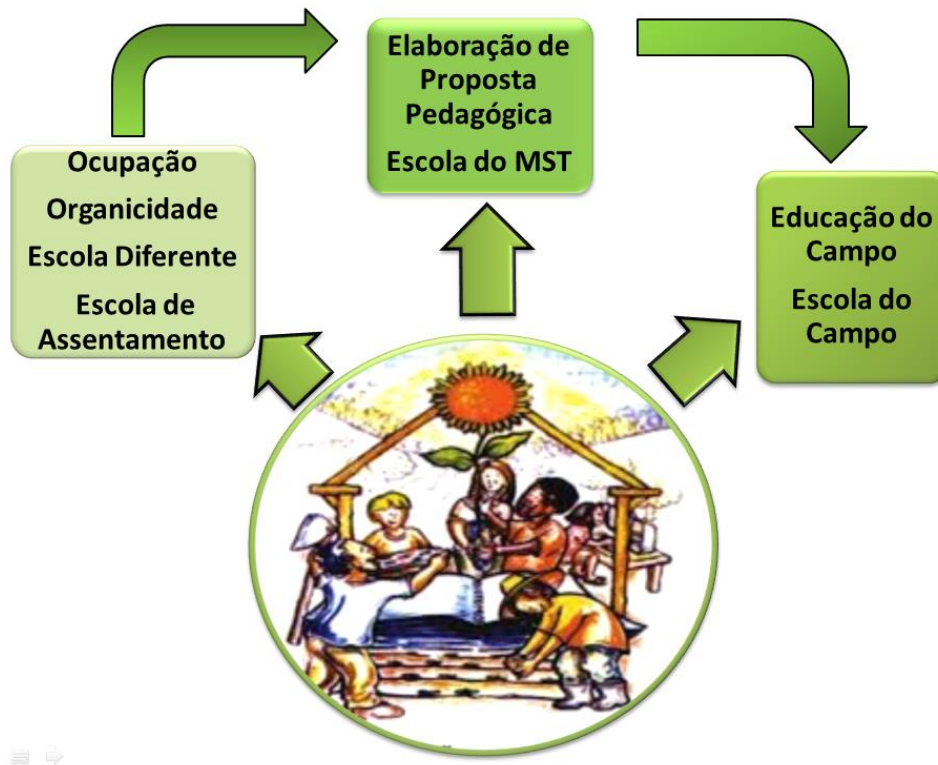 Ocupação
Organicidade
Escola Diferente
Escola de
Assentamento
Elaboração de
Proposta
Pedagógica
Escola do MST
Educação do
Campo
Escola do
Campo